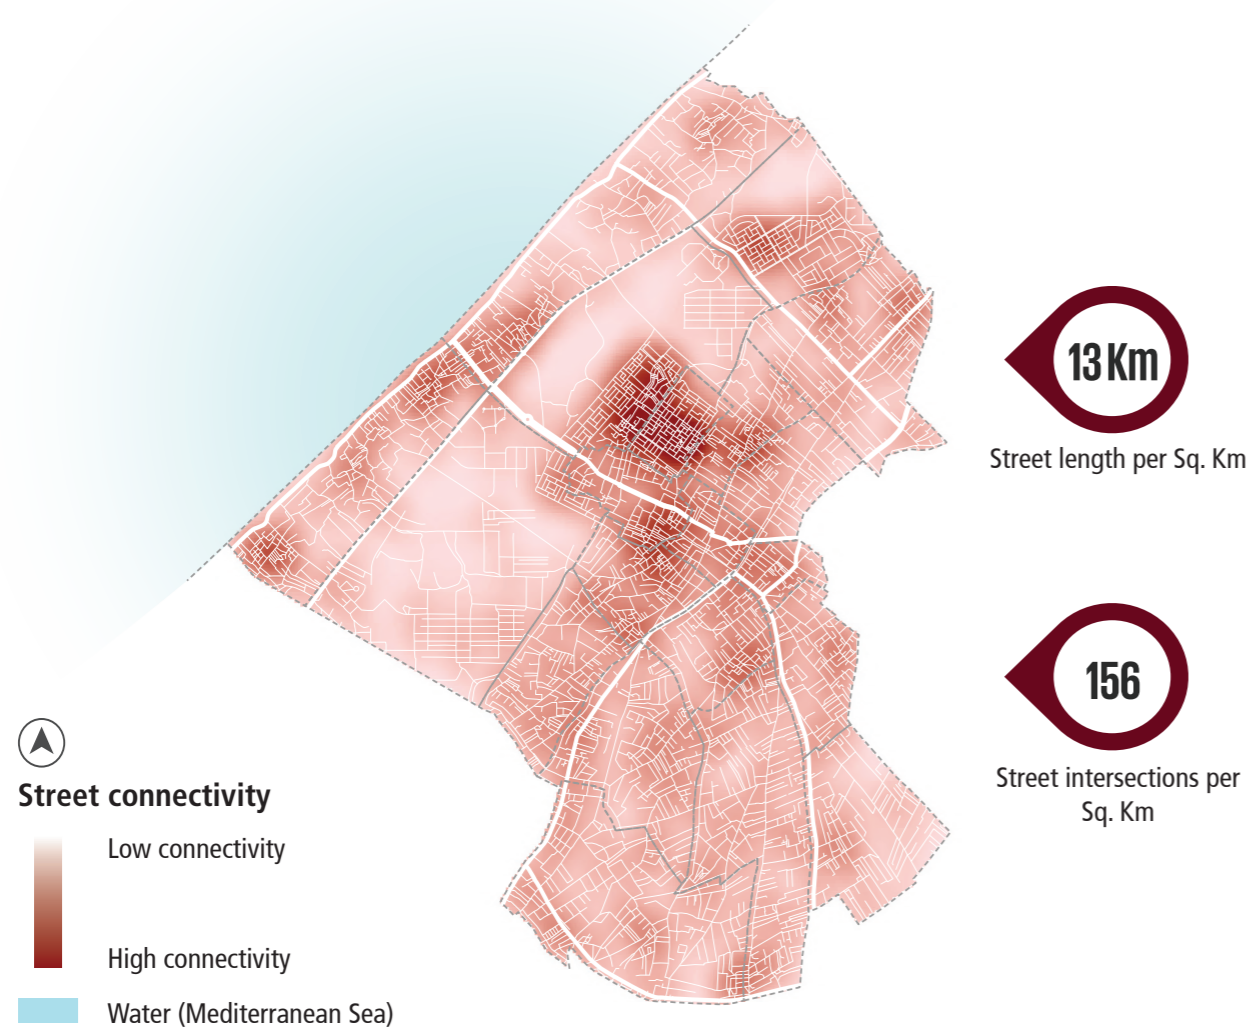 13 Km
Street length per Sq. Km
156
Street intersections per
Sq. Km
Street connectivity
Low connectivity
High connectivity
Water (Mediterranean Sea)